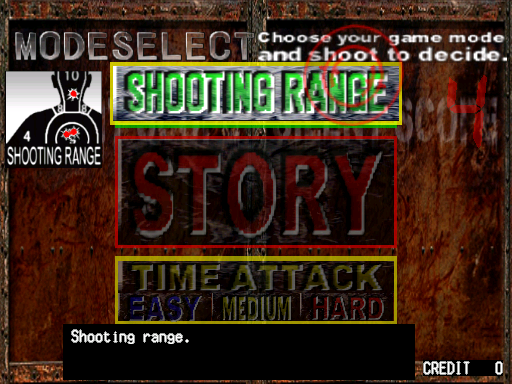 MODESELECT
Choose your game mode
and shoot to decide.
10
4
SHOOTING RANGE
SHOOTING RANGE
4
STORY
TIME ATTACK
EASY MEDIUM HARD
Shooting range.
CREDIT 0